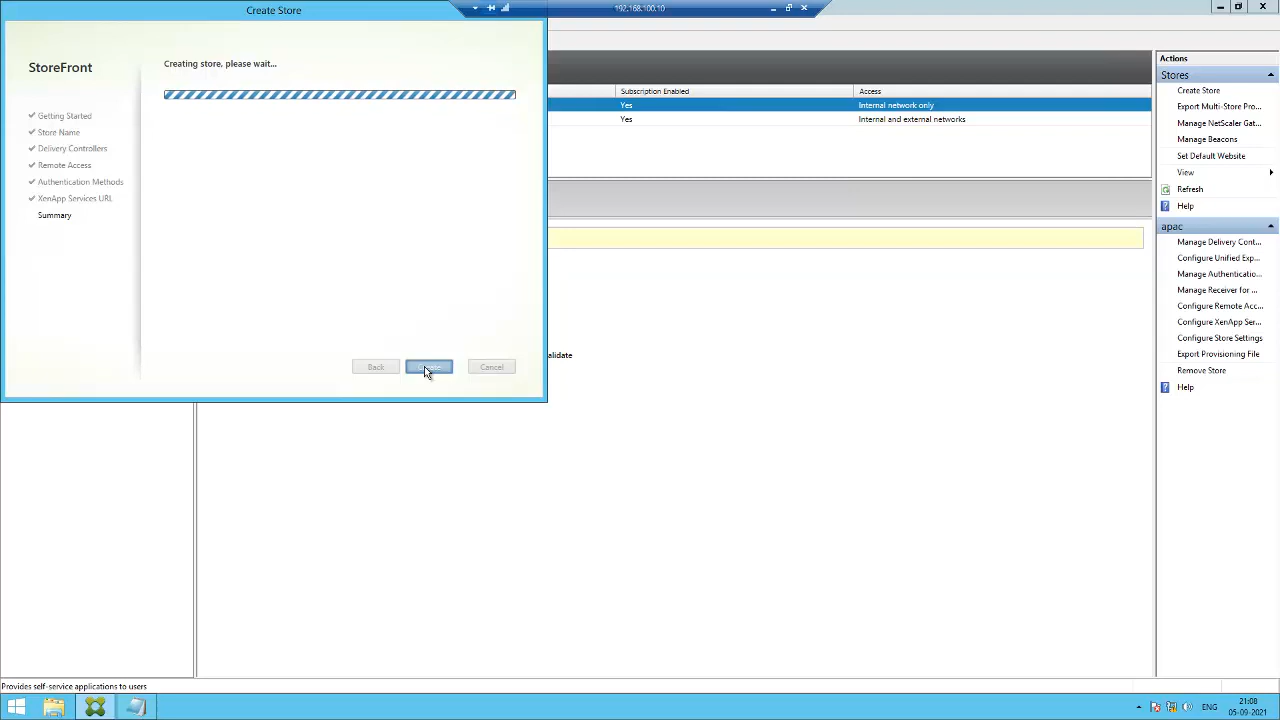 Create Store
192.168.100.10
StoreFront
Creating store, please wait...
Getting Started
Store Name
Delivery Controllers
Remote Access
Authentication Methods
XenApp Services URL
Summary
Back
Cancel
Subscription Enabled
Access
Yes
Internal network only
Yes
Internal and external networks
alidate
Actions
Stores
Create Store
Export Multi-Store Pro...
Manage NetScaler Gat...
Manage Beacons
Set Default Website
View
Refresh
Help
apac
Manage Delivery Cont...
Configure Unified Exp...
Manage Authenticatio...
Manage Receiver for ...
Configure Remote Acc...
Configure XenApp Ser...
Configure Store Settings
Export Provisioning File
Remove Store
Help
Provides self-service applications to users
ENG
21:08
05-09-2021